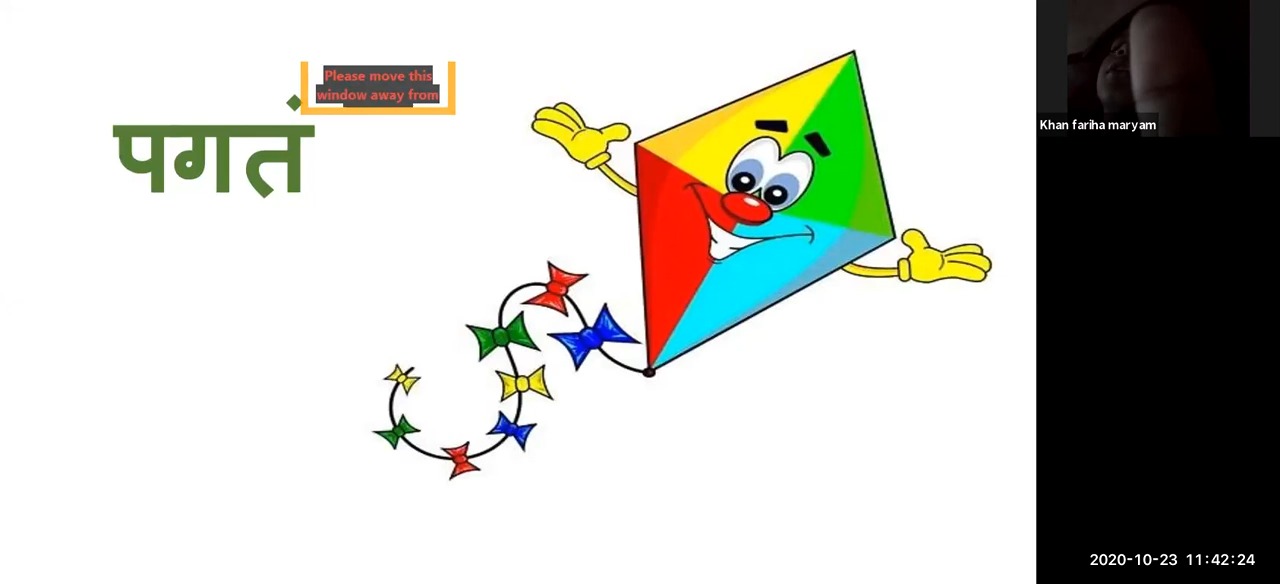 पगतं
Please move this
window away from
Khan fariha maryam
2020-10-23 11:42:24